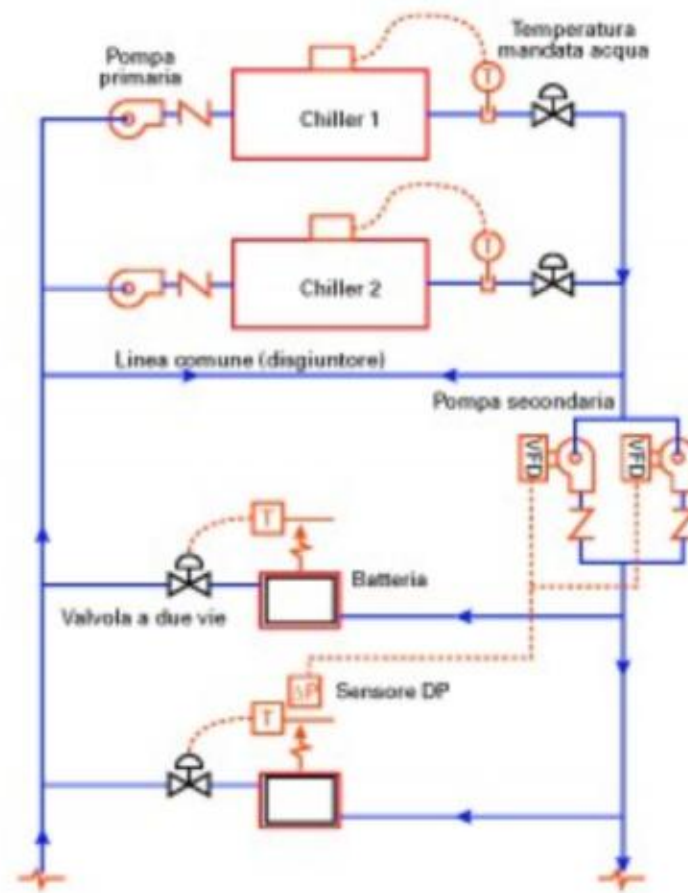 Pompa
primaria
Temperatura
mandata acqua
T
Chiller 1
T
Chiller 2
Linea comune (disgiuntore)
Pompa secondaria
VFD
VFD
T
Batteria
Valvola a due vie
ΔP
Sensore DP
T